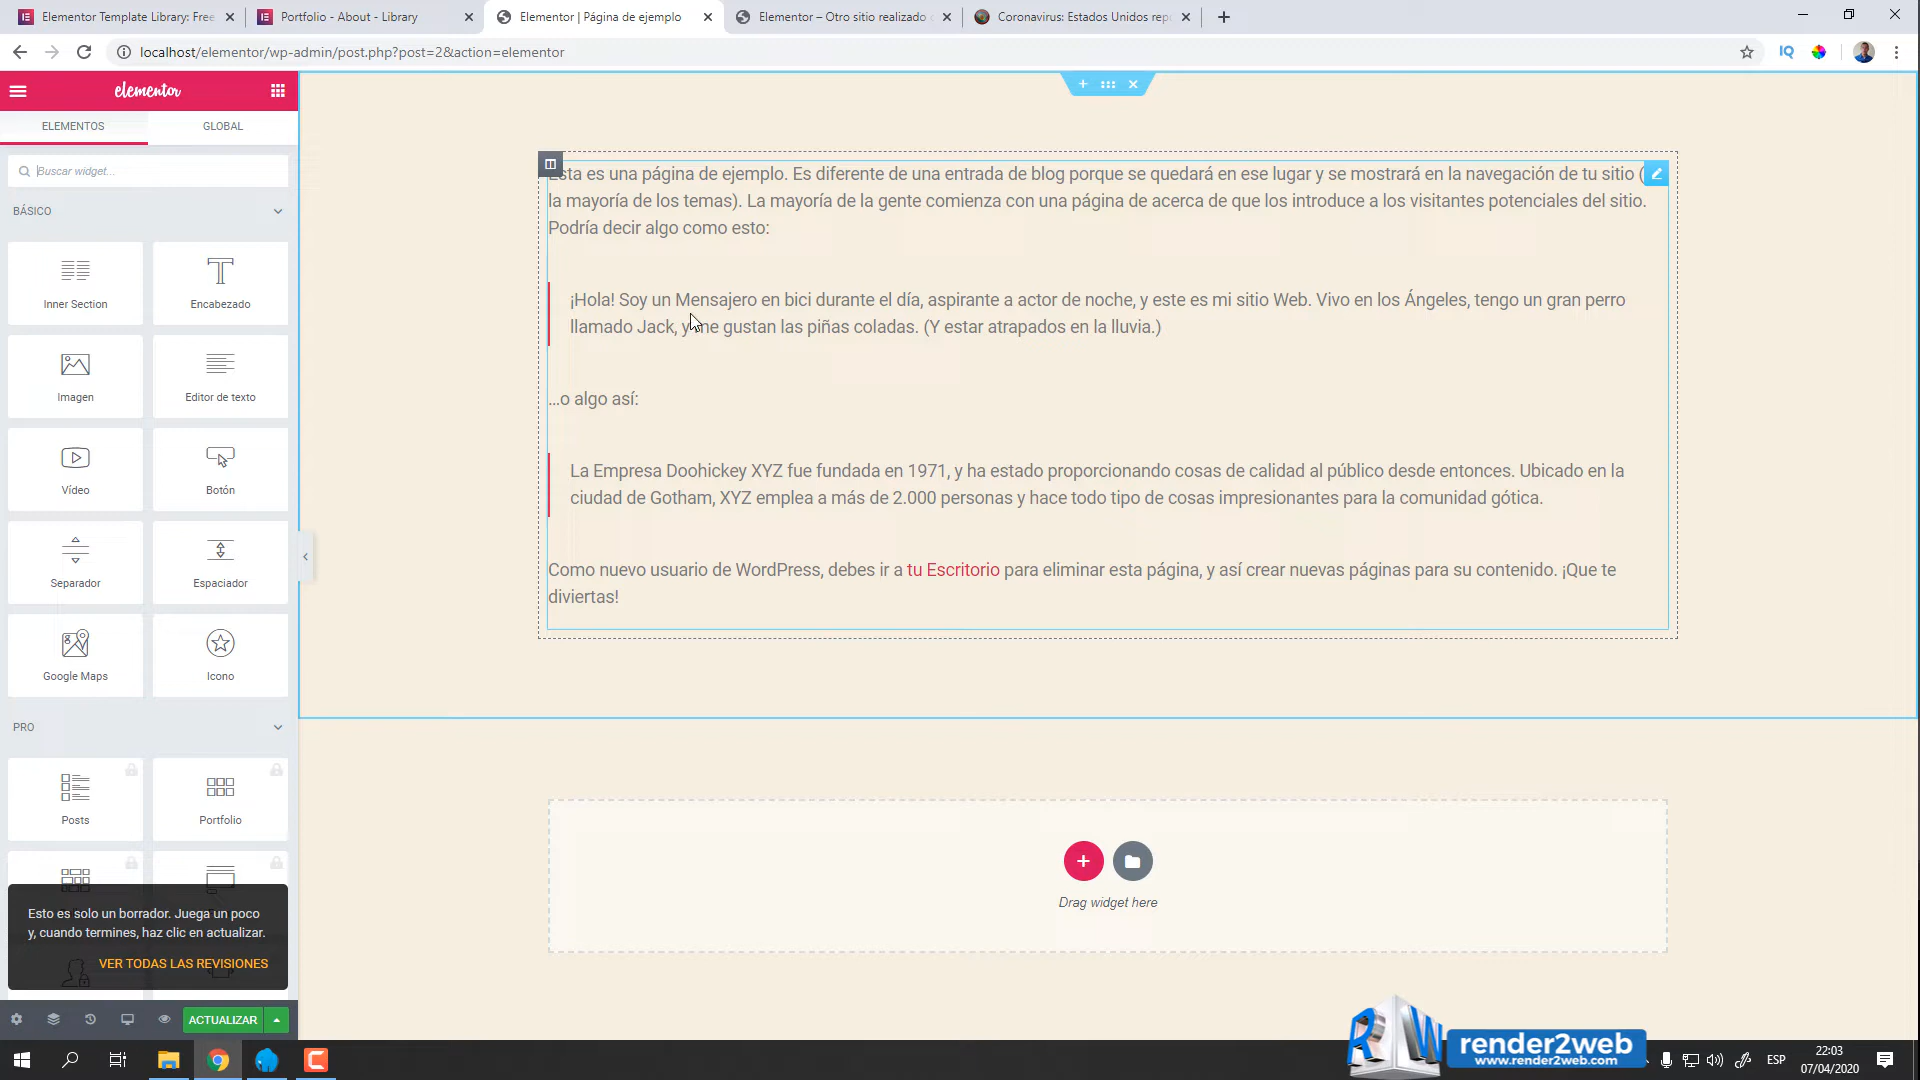 Elementor Template Library: Free
Portfolio - About - Library
Elementor | Página de ejemplo
Elementor – Otro sitio realizado
Coronavirus: Estados Unidos rep
localhost/elementor/wp-admin/post.php?post=2&action=elementor
IQ
elementor
ELEMENTOS
GLOBAL
Buscar widget...
BÁSICO
Inner Section
Encabezado
Imagen
Editor de texto
Vídeo
Botón
Separador
Espaciador
Google Maps
Icono
PRO
Posts
Portfolio
Esto es solo un borrador. Juega un poco
y, cuando termines, haz clic en actualizar.
VER TODAS LAS REVISIONES
ACTUALIZAR
Esta es una página de ejemplo. Es diferente de una entrada de blog porque se quedará en ese lugar y se mostrará en la navegación de tu sitio (
la mayoría de los temas). La mayoría de la gente comienza con una página de acerca de que los introduce a los visitantes potenciales del sitio.
Podría decir algo como esto:
¡Hola! Soy un Mensajero en bici durante el día, aspirante a actor de noche, y este es mi sitio Web. Vivo en los Ángeles, tengo un gran perro
llamado Jack, y me gustan las piñas coladas. (Y estar atrapados en la lluvia.)
...o algo así:
La Empresa Doohickey XYZ fue fundada en 1971, y ha estado proporcionando cosas de calidad al público desde entonces. Ubicado en la
ciudad de Gotham, XYZ emplea a más de 2.000 personas y hace todo tipo de cosas impresionantes para la comunidad gótica.
Como nuevo usuario de WordPress, debes ir a tu Escritorio para eliminar esta página, y así crear nuevas páginas para su contenido. ¡Que te
diviertas!
Drag widget here
R2W
render2web
www.render2web.com
ESP
22:03
07/04/2020